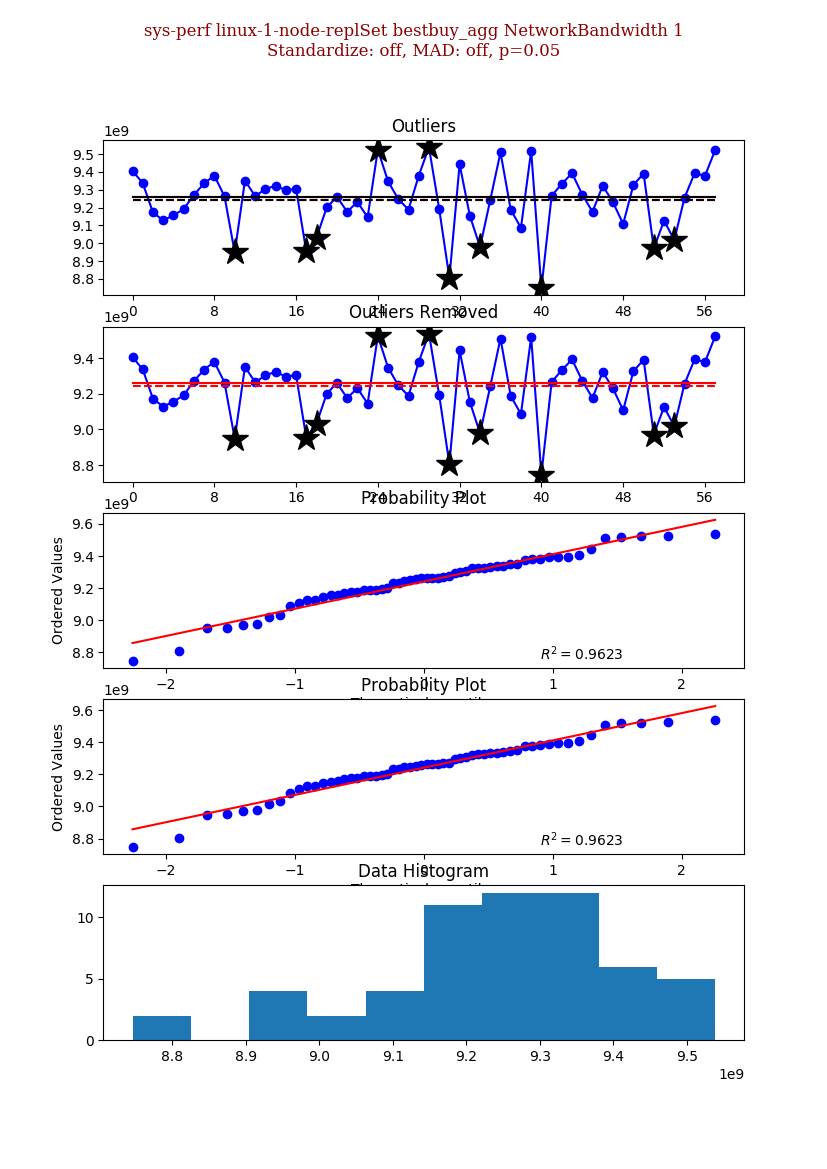 sys-perf linux-1-node-replSet bestbuy_agg NetworkBandwidth 1
Standardize: off, MAD: off, p=0.05
Outliers
1e9
9.5
9.4
9.3
9.2
9.1
9.0
8.9
8.8
0 8 16 24 32 40 48 56
Outliers Removed
1e9
9.4
9.2
9.0
8.8
0 8 16 24 32 40 48 56
Probability Plot
1e9
Ordered Values
9.6
9.4
9.2
9.0
8.8
R² = 0.9623
−2 −1 0 1 2
Probability Plot
1e9
Ordered Values
9.6
9.4
9.2
9.0
8.8
R² = 0.9623
−2 −1 0 1 2
Data Histogram
10
5
0
8.8 8.9 9.0 9.1 9.2 9.3 9.4 9.5
1e9